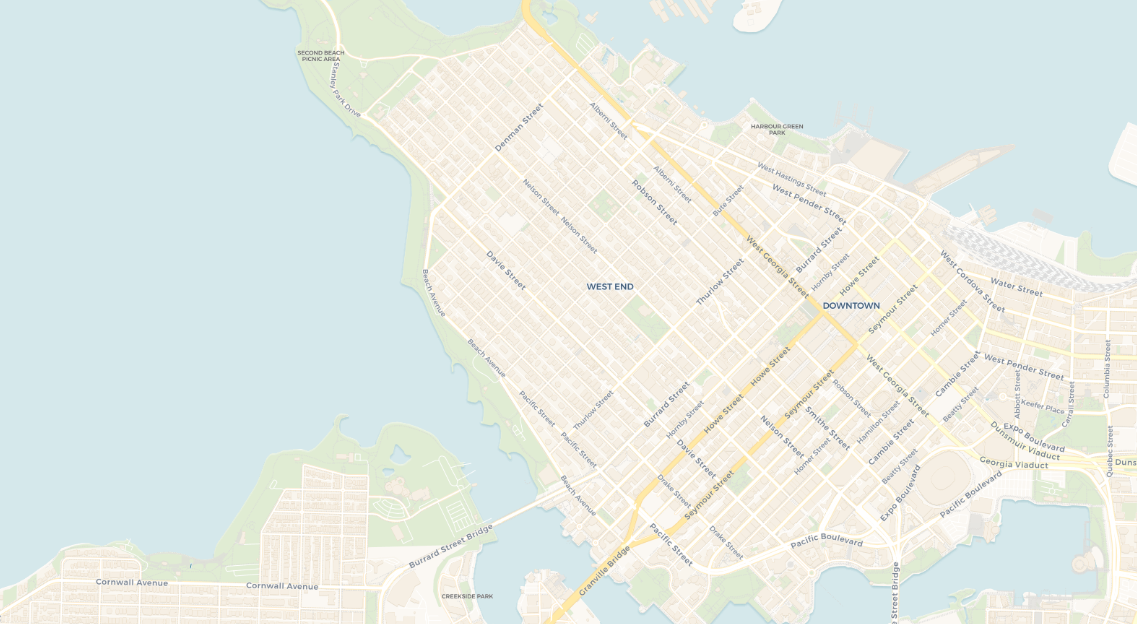 SECOND BEACH
PICNIC AREA
Stanley Park Drive
Denman Street
Alberni Street
HARBOUR GREEN
PARK
Alberni Street
West Hastings Street
West Pender Street
Nelson Street
Robson Street
Bute Street
Nelson Street
Burrard Street
West Georgia Street
Davie Street
Hornby Street
Howe Street
West Cordova Street
Thurlow Street
Beach Avenue
WEST END
Water Street
DOWNTOWN
Seymour Street
Homer Street
Beach Avenue
Howe Street
West Georgia Street
West Pender Street
Columbia Street
Cambie Street
Abbott Street
Carrall Street
Keefer Place
Beatty Street
Pacific Street
Thurlow Street
Burrard Street
Hornby Street
Howe Street
Seymour Street
Robson Street
Smithe Street
Hamilton Street
Cambie Street
Nelson Street
Homer Street
Expo Boulevard
Dunsmuir Viaduct
Georgia Viaduct
Quebec Street
Duns
Pacific Street
Davie Street
Beatty Street
Beach Avenue
Drake Street
Seymour Street
Expo Boulevard
Pacific Boulevard
Burrard Street Bridge
Pacific Street
Drake Street
Pacific Boulevard
Granville Bridge
e Street Bridge
Cornwall Avenue
Cornwall Avenue
CREEKSIDE PARK